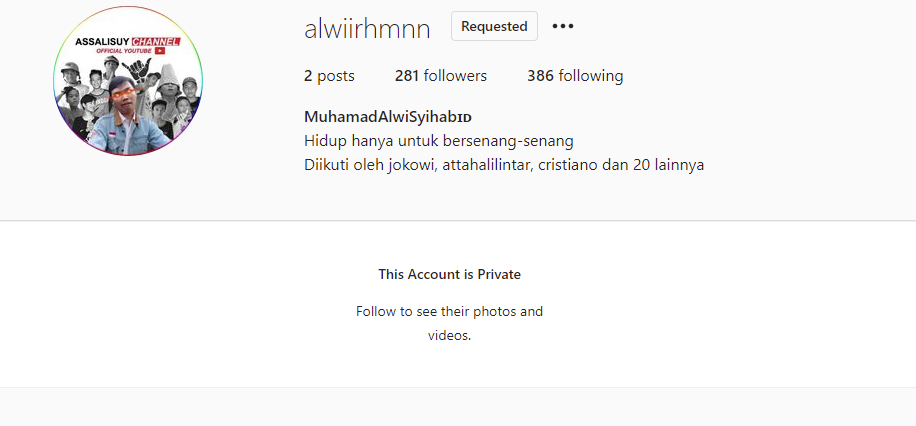 ASSALISUY CHANNEL
OFFICIAL YOUTUBE
alwiirhmnn Requested
2 posts 281 followers 386 following
MuhamadAlwiSyihabɪᴅ
Hidup hanya untuk bersenang-senang
Diikuti oleh jokowi, attahalilintar, cristiano dan 20 lainnya
This Account is Private
Follow to see their photos and
videos.